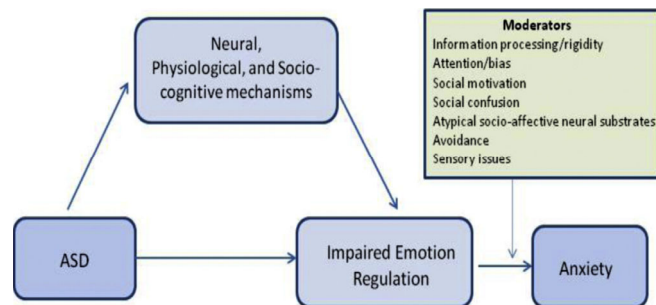 Neural,
Physiological, and Socio-
cognitive mechanisms
Moderators
Information processing/rigidity
Attention/bias
Social motivation
Social confusion
Atypical socio-affective neural substrates
Avoidance
Sensory issues
ASD
Impaired Emotion
Regulation
Anxiety